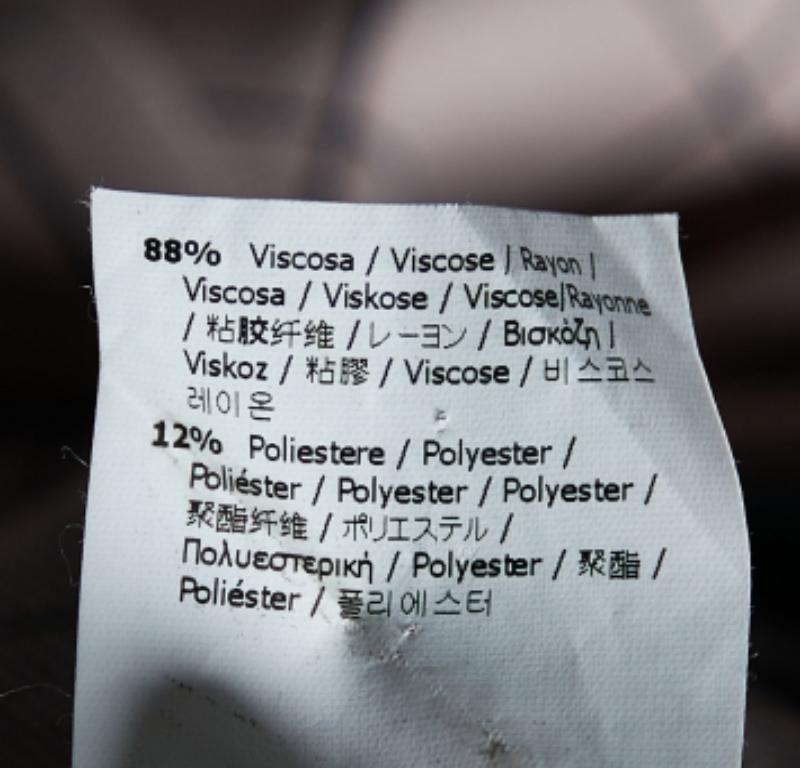 88% Viscosa / Viscose / Rayon /
Viscosa / Viskose / Viscose/Rayonne
/ 粘胶纤维 / レーヨン / Βισκόζη /
Viskoz / 粘膠 / Viscose / 비스코스
레이온
12% Poliestere / Polyester /
Poliéster / Polyester / Polyester /
聚酯纤维 / ポリエステル /
Πολυεστερική / Polyester / 聚酯 /
Poliéster / 폴리에스터